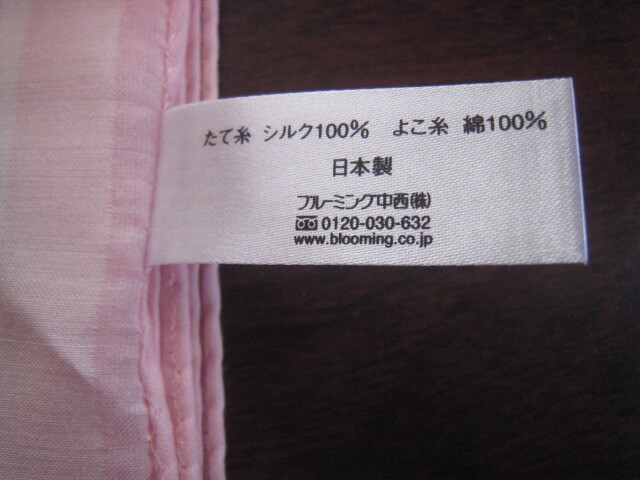 たて糸 シルク100% よこ糸 綿100%
日本製
ブルーミング中西(株)
0120-030-632
www.blooming.co.jp